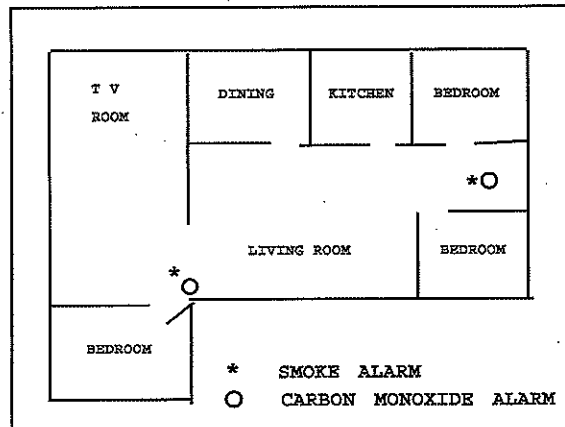 T V
ROOM
DINING
KITCHEN
BEDROOM
*
LIVING ROOM
BEDROOM
*
BEDROOM
* SMOKE ALARM
CARBON MONOXIDE ALARM